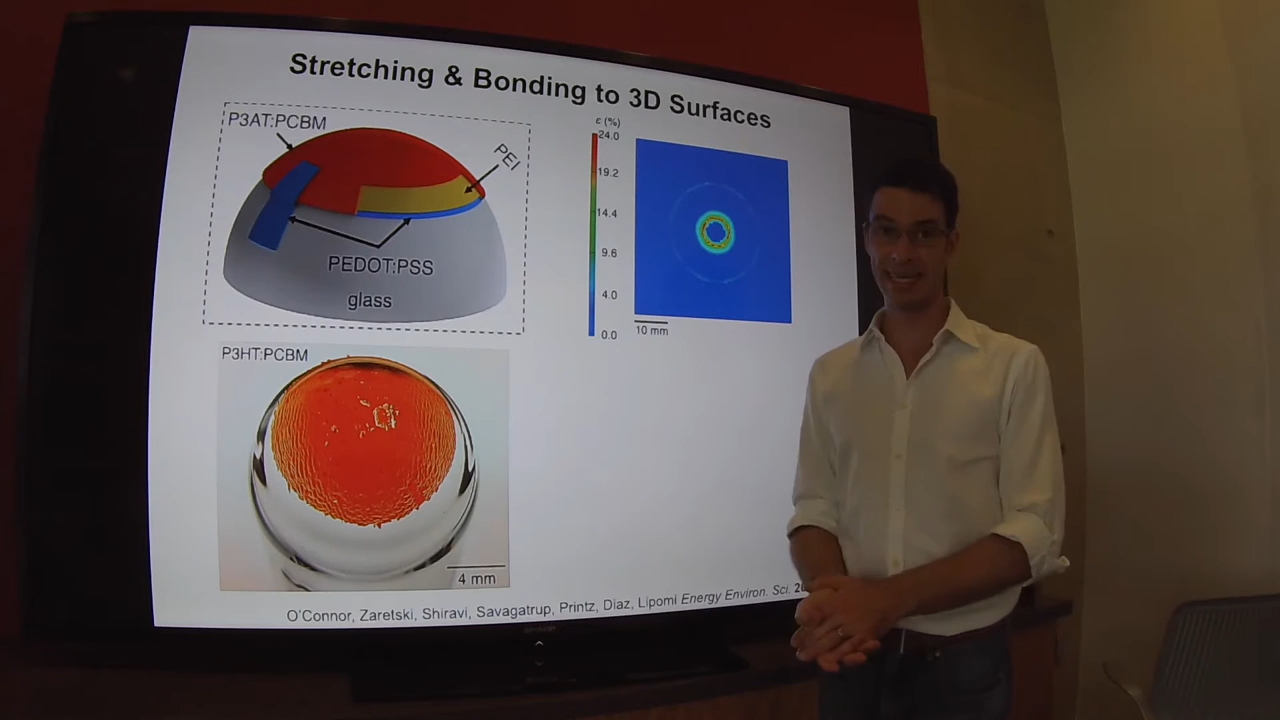 Stretching & Bonding to 3D Surfaces
P3AT:PCBM
PEI
PEDOT:PSS
glass
ε (%)
24.0
19.2
14.4
9.6
4.0
0.0
10 mm
P3HT:PCBM
4 mm
O'Connor, Zaretski, Shiravi, Savagatrup, Printz, Diaz, Lipomi Energy Environ. Sci.